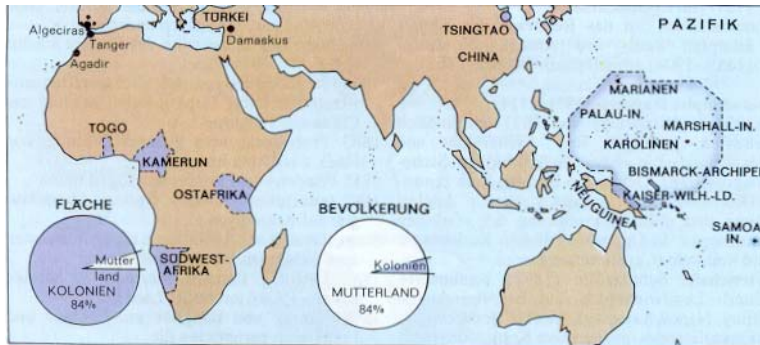 TÜRKEI
Algeciras
Tanger
Agadir
Damaskus
TSINGTAO
CHINA
PAZIFIK
MARIANEN
PALAU-IN.
MARSHALL-IN.
KAROLINEN
BISMARCK-ARCHIPEL
KAISER-WILH.-LD.
NEUGUINEA
SAMOA
IN.
TOGO
KAMERUN
OSTAFRIKA
SÜDWEST-
AFRIKA
FLÄCHE
Mutter
land
KOLONIEN
84%
BEVÖLKERUNG
Kolonien
MUTTERLAND
84%